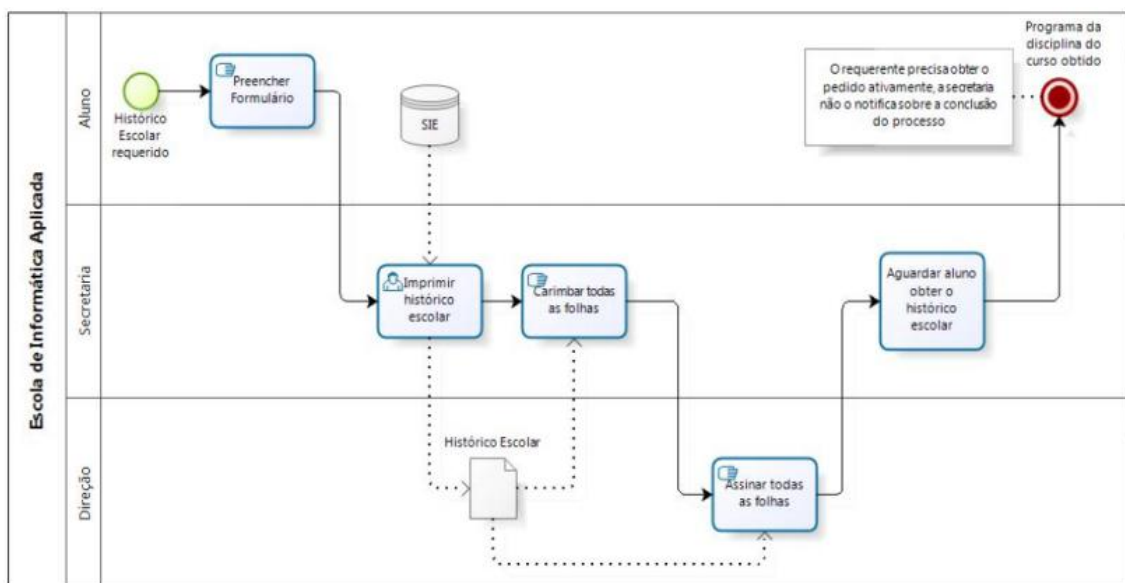 Escola de Informática Aplicada
Aluno
Histórico
Escolar
requerido
Preencher
Formulário
SIE
O requerente precisa obter o
pedido ativamente, a secretaria
não o notifica sobre a conclusão
do processo
Programa da
disciplina do
curso obtido
Secretaria
Imprimir
histórico
escolar
Carimbar todas
as folhas
Aguardar aluno
obter o
histórico
escolar
Direção
Histórico Escolar
Assinar todas
as folhas